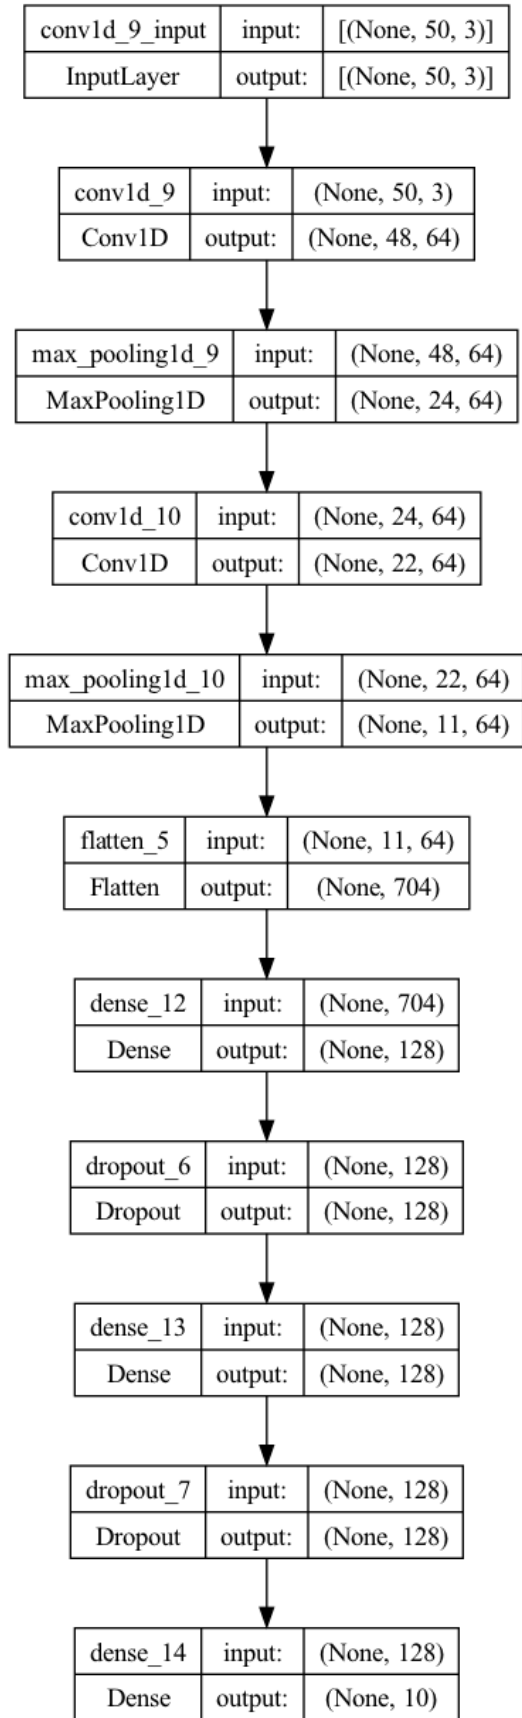 conv1d_9_input input: [(None, 50, 3)]
InputLayer output: [(None, 50, 3)]
conv1d_9 input: (None, 50, 3)
Conv1D output: (None, 48, 64)
max_pooling1d_9 input: (None, 48, 64)
MaxPooling1D output: (None, 24, 64)
conv1d_10 input: (None, 24, 64)
Conv1D output: (None, 22, 64)
max_pooling1d_10 input: (None, 22, 64)
MaxPooling1D output: (None, 11, 64)
flatten_5 input: (None, 11, 64)
Flatten output: (None, 704)
dense_12 input: (None, 704)
Dense output: (None, 128)
dropout_6 input: (None, 128)
Dropout output: (None, 128)
dense_13 input: (None, 128)
Dense output: (None, 128)
dropout_7 input: (None, 128)
Dropout output: (None, 128)
dense_14 input: (None, 128)
Dense output: (None, 10)